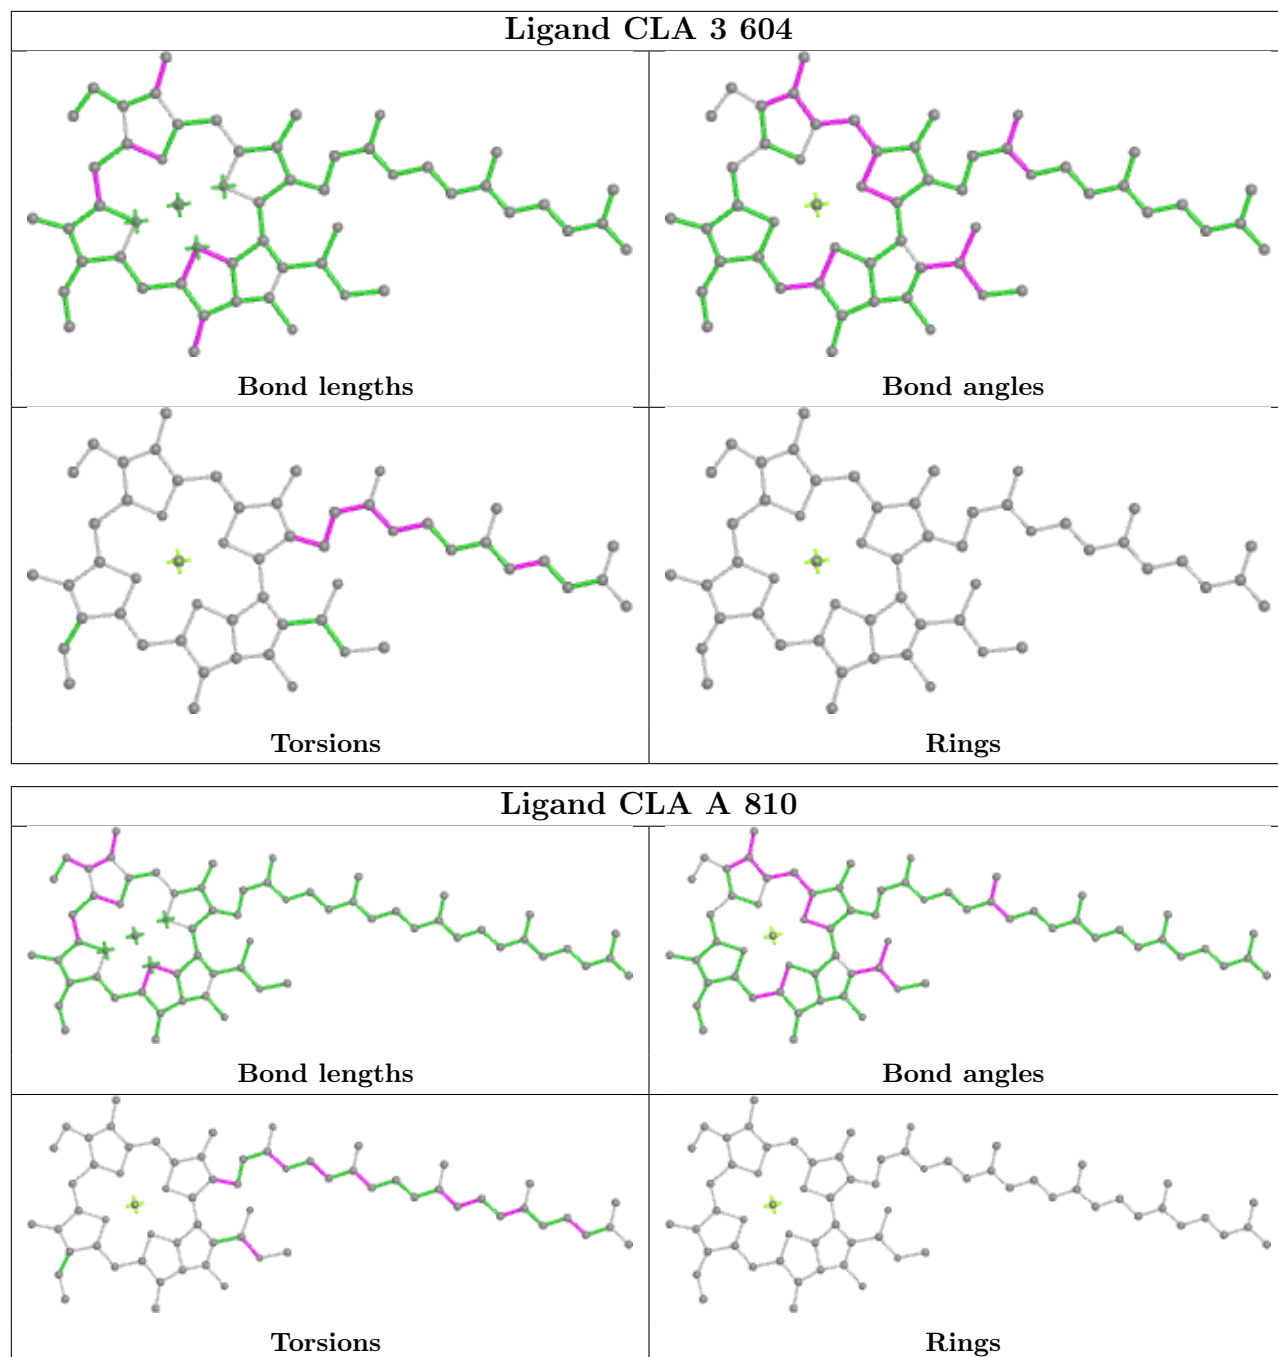 Ligand CLA 3 604
Bond lengths
Bond angles
Torsions
Rings
Ligand CLA A 810
Bond lengths
Bond angles
Torsions
Rings